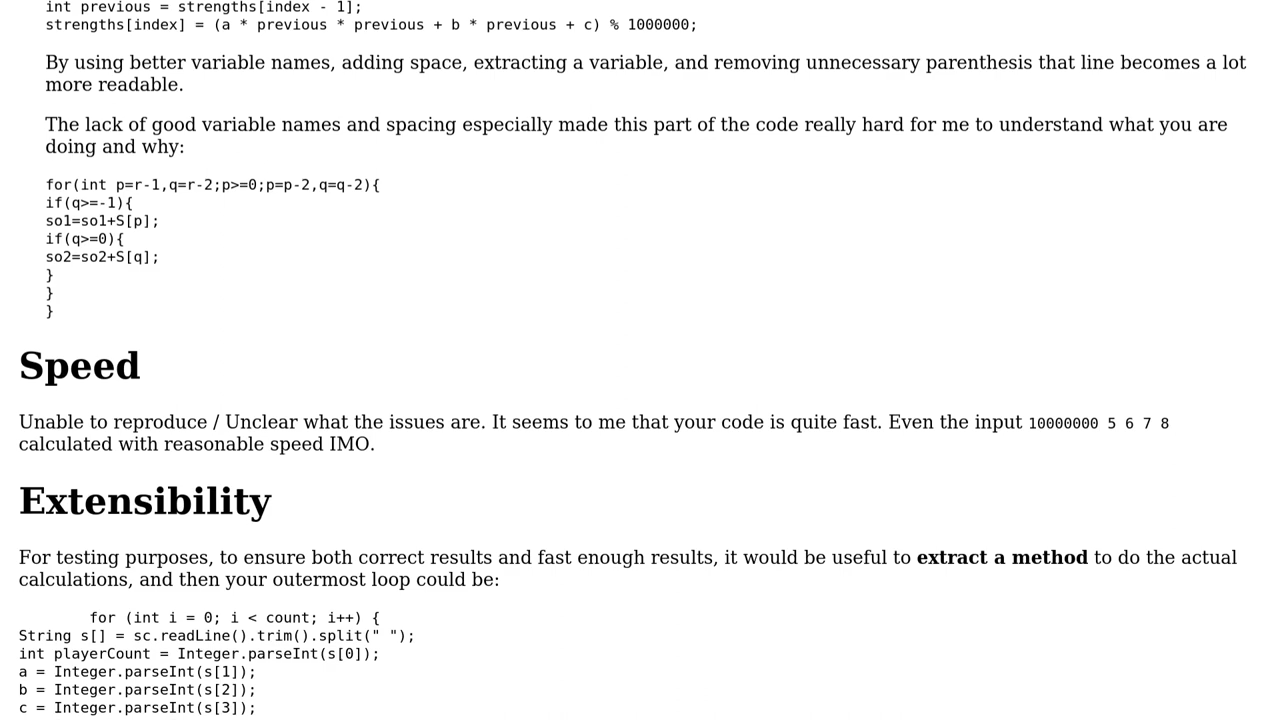 int previous = strengths[index - 1];
strengths[index] = (a * previous * previous + b * previous + c) % 1000000;
By using better variable names, adding space, extracting a variable, and removing unnecessary parenthesis that line becomes a lot
more readable.
The lack of good variable names and spacing especially made this part of the code really hard for me to understand what you are
doing and why:
for(int p=r-1,q=r-2;p>=0;p=p-2,q=q-2){
if(q>=-1){
so1=so1+S[p];
if(q>=0){
so2=so2+S[q];
}
}
}
Speed
Unable to reproduce / Unclear what the issues are. It seems to me that your code is quite fast. Even the input 10000000 5 6 7 8
calculated with reasonable speed IMO.
Extensibility
For testing purposes, to ensure both correct results and fast enough results, it would be useful to extract a method to do the actual
calculations, and then your outermost loop could be:
for (int i = 0; i < count; i++) {
String s[] = sc.readLine().trim().split(" ");
int playerCount = Integer.parseInt(s[0]);
a = Integer.parseInt(s[1]);
b = Integer.parseInt(s[2]);
c = Integer.parseInt(s[3]);